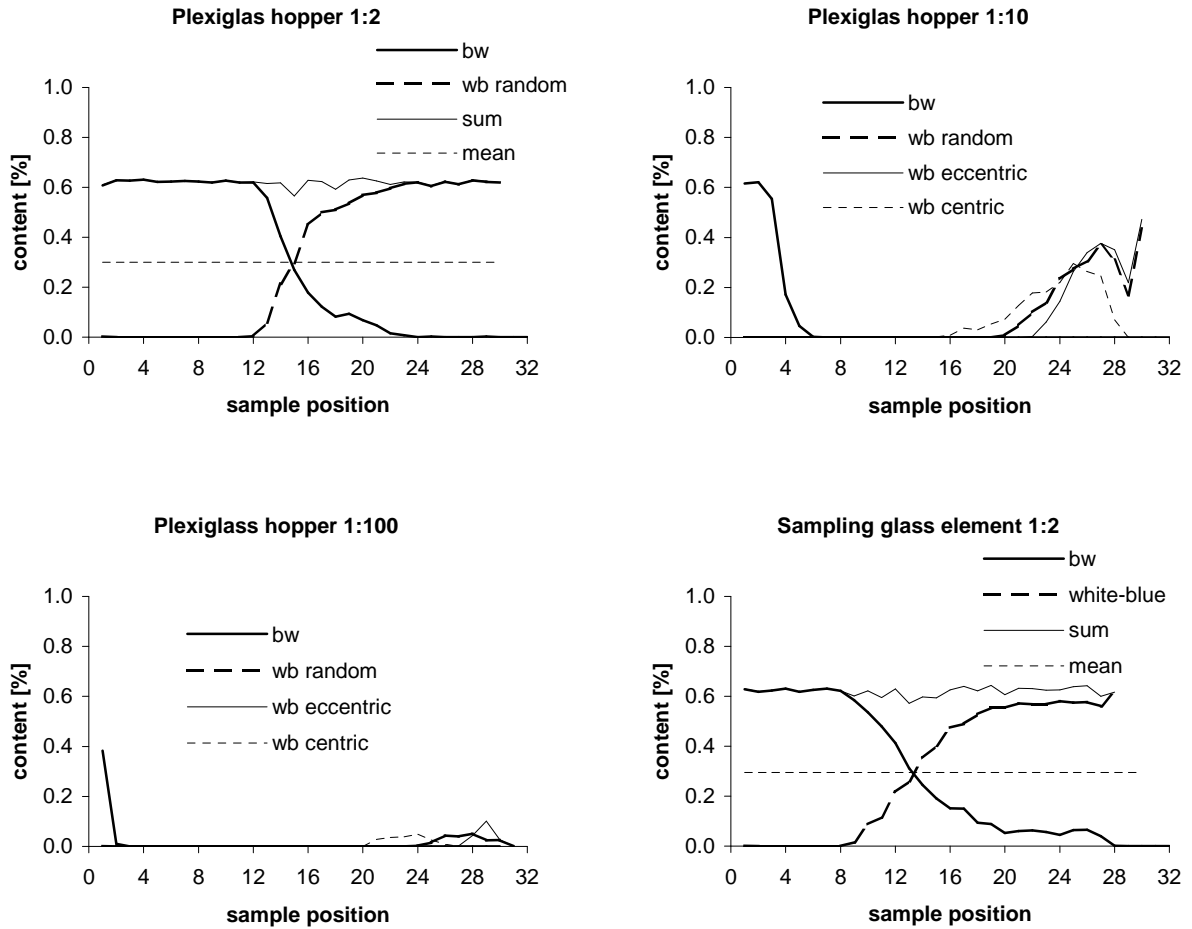 Plexiglas hopper 1:2
bw
wb random
sum
mean
1.0
0.8
0.6
0.4
0.2
0.0
content [%]
0 4 8 12 16 20 24 28 32
sample position
Plexiglas hopper 1:10
bw
wb random
wb eccentric
wb centric
1.0
0.8
0.6
0.4
0.2
0.0
content [%]
0 4 8 12 16 20 24 28 32
sample position
Plexiglass hopper 1:100
bw
wb random
wb eccentric
wb centric
1.0
0.8
0.6
0.4
0.2
0.0
content [%]
0 4 8 12 16 20 24 28 32
sample position
Sampling glass element 1:2
bw
white-blue
sum
mean
1.0
0.8
0.6
0.4
0.2
0.0
content [%]
0 4 8 12 16 20 24 28 32
sample position